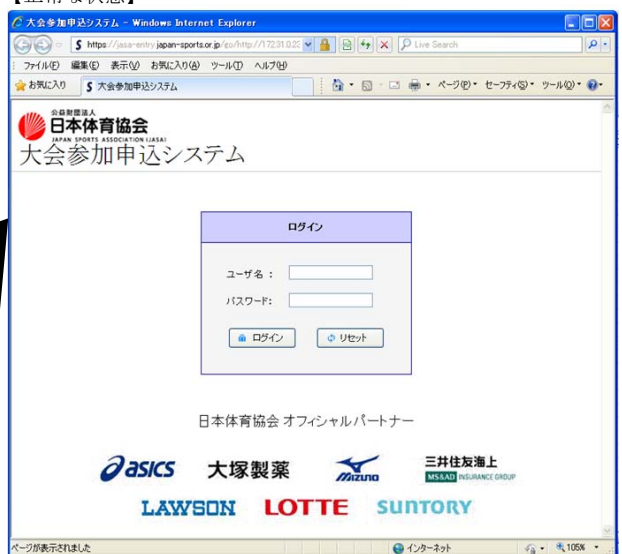 【正常な状態】
大会参加申込システム - Windows Internet Explorer
https://jasa-entry.japan-sports.or.jp/go/http://172.31.0.23
Live Search
ファイル(F) 編集(E) 表示(V) お気に入り(A) ツール(T) ヘルプ(H)
お気に入り 大会参加申込システム ページ(P) セーフティ(S) ツール(O)
公益財団法人
日本体育協会
JAPAN SPORTS ASSOCIATION (JASA)
大会参加申込システム
ログイン
ユーザ名 :
パスワード:
ログイン リセット
日本体育協会 オフィシャルパートナー
asics 大塚製薬 MIZUNO 三井住友海上
MS&AD INSURANCE GROUP
LAWSON LOTTE SUNTORY
ページが表示されました インターネット 105%